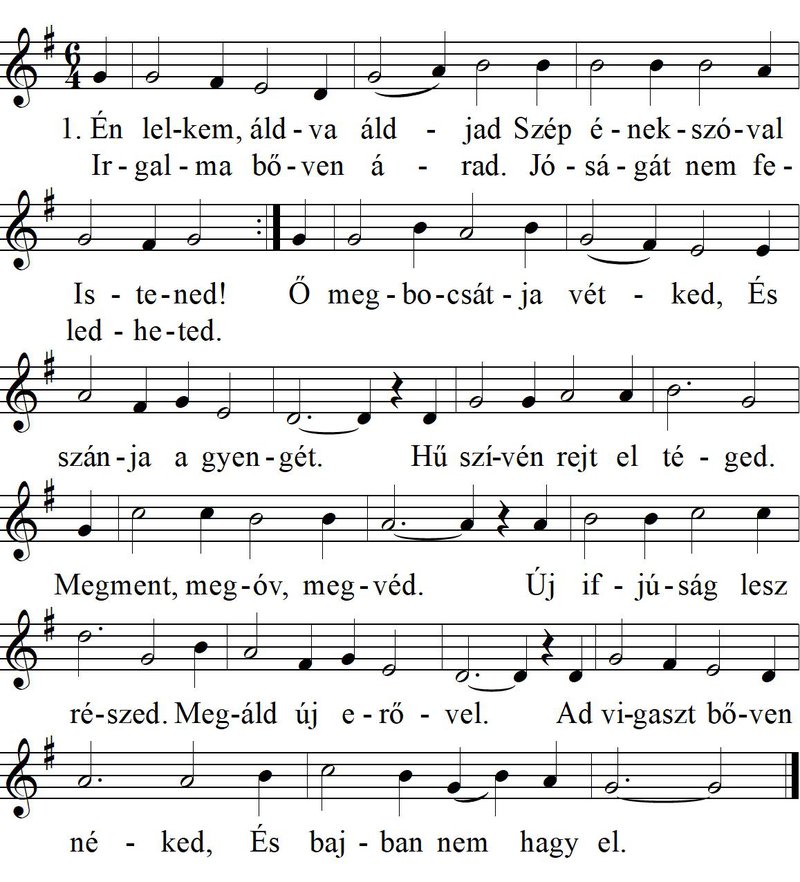 6
4
1. Én lel-kem, áld-va áld - jad Szép é-nek-szó-val
Ir-gal-ma bő-ven á - rad. Jó-sá-gát nem fe-
Is - te-ned! Ő meg-bo-csát-ja vét - ked, És
led-he-ted.
szán-ja a gyen-gét. Hű szí-vén rejt el té - ged.
Megment, meg-óv, meg-véd. Új if-jú-ság lesz
ré-szed. Meg-áld új e-rő-vel. Ad vi-gaszt bő-ven
né - ked, És baj-ban nem hagy el.